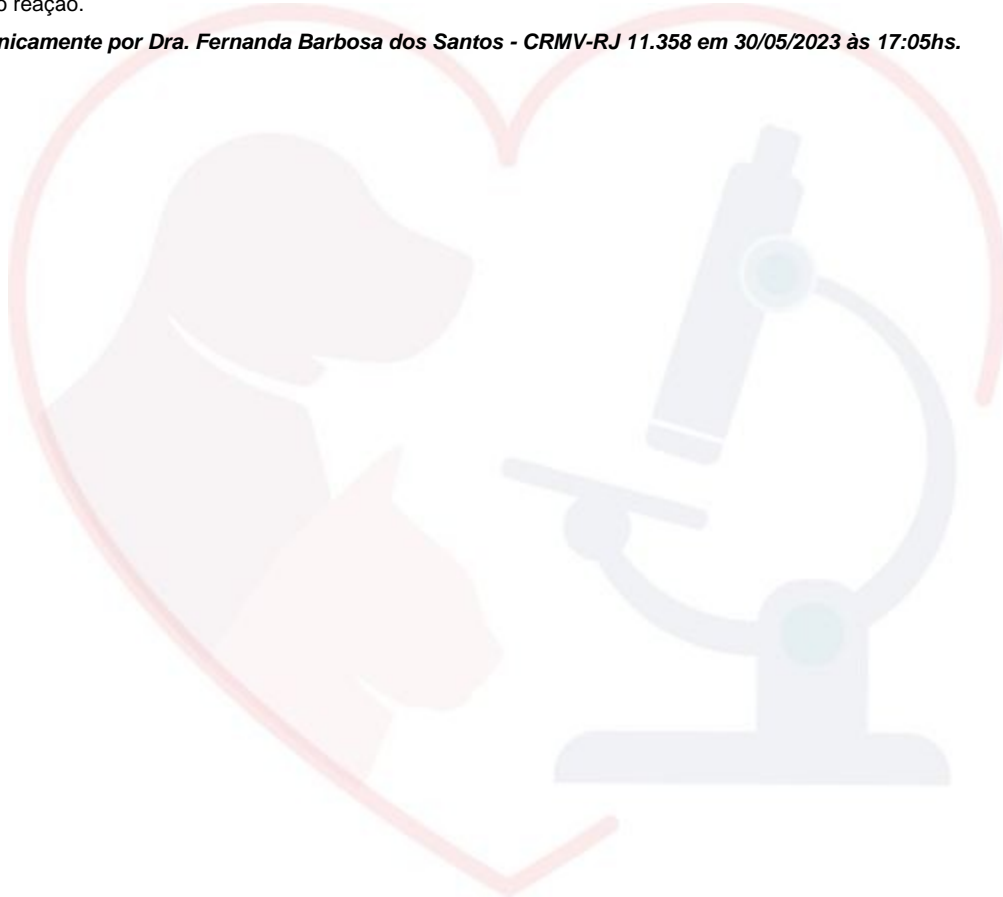 o reação.
nicamente por Dra. Fernanda Barbosa dos Santos - CRMV-RJ 11.358 em 30/05/2023 às 17:05hs.